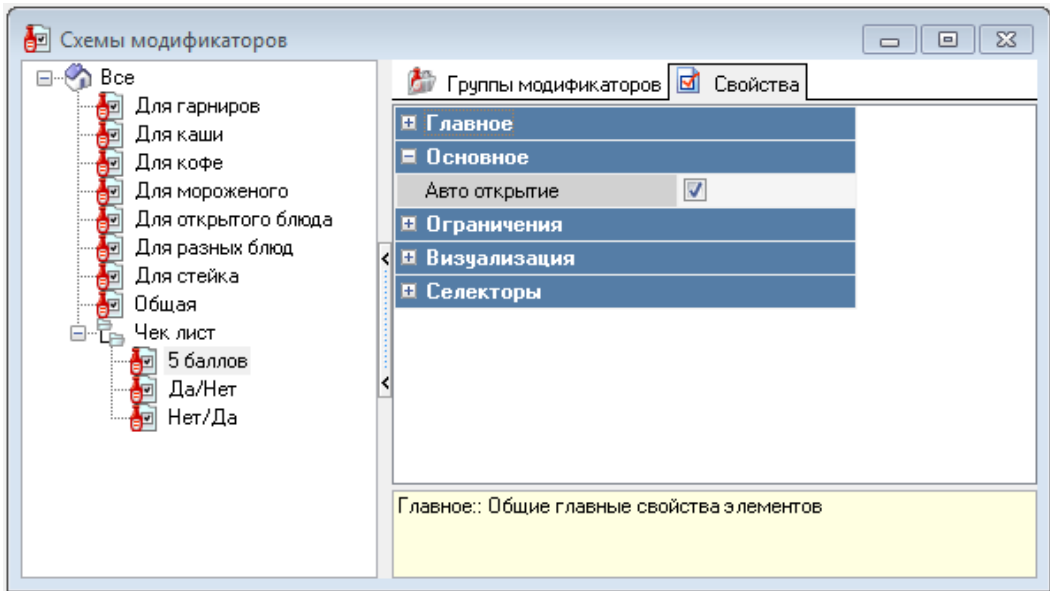 Схемы модификаторов
Все
Для гарниров
Для каши
Для кофе
Для мороженого
Для открытого блюда
Для разных блюд
Для стейка
Общая
Чек лист
5 баллов
Да/Нет
Нет/Да
Группы модификаторов
Свойства
Главное
Основное
Авто открытие
Ограничения
Визуализация
Селекторы
Главное:: Общие главные свойства элементов